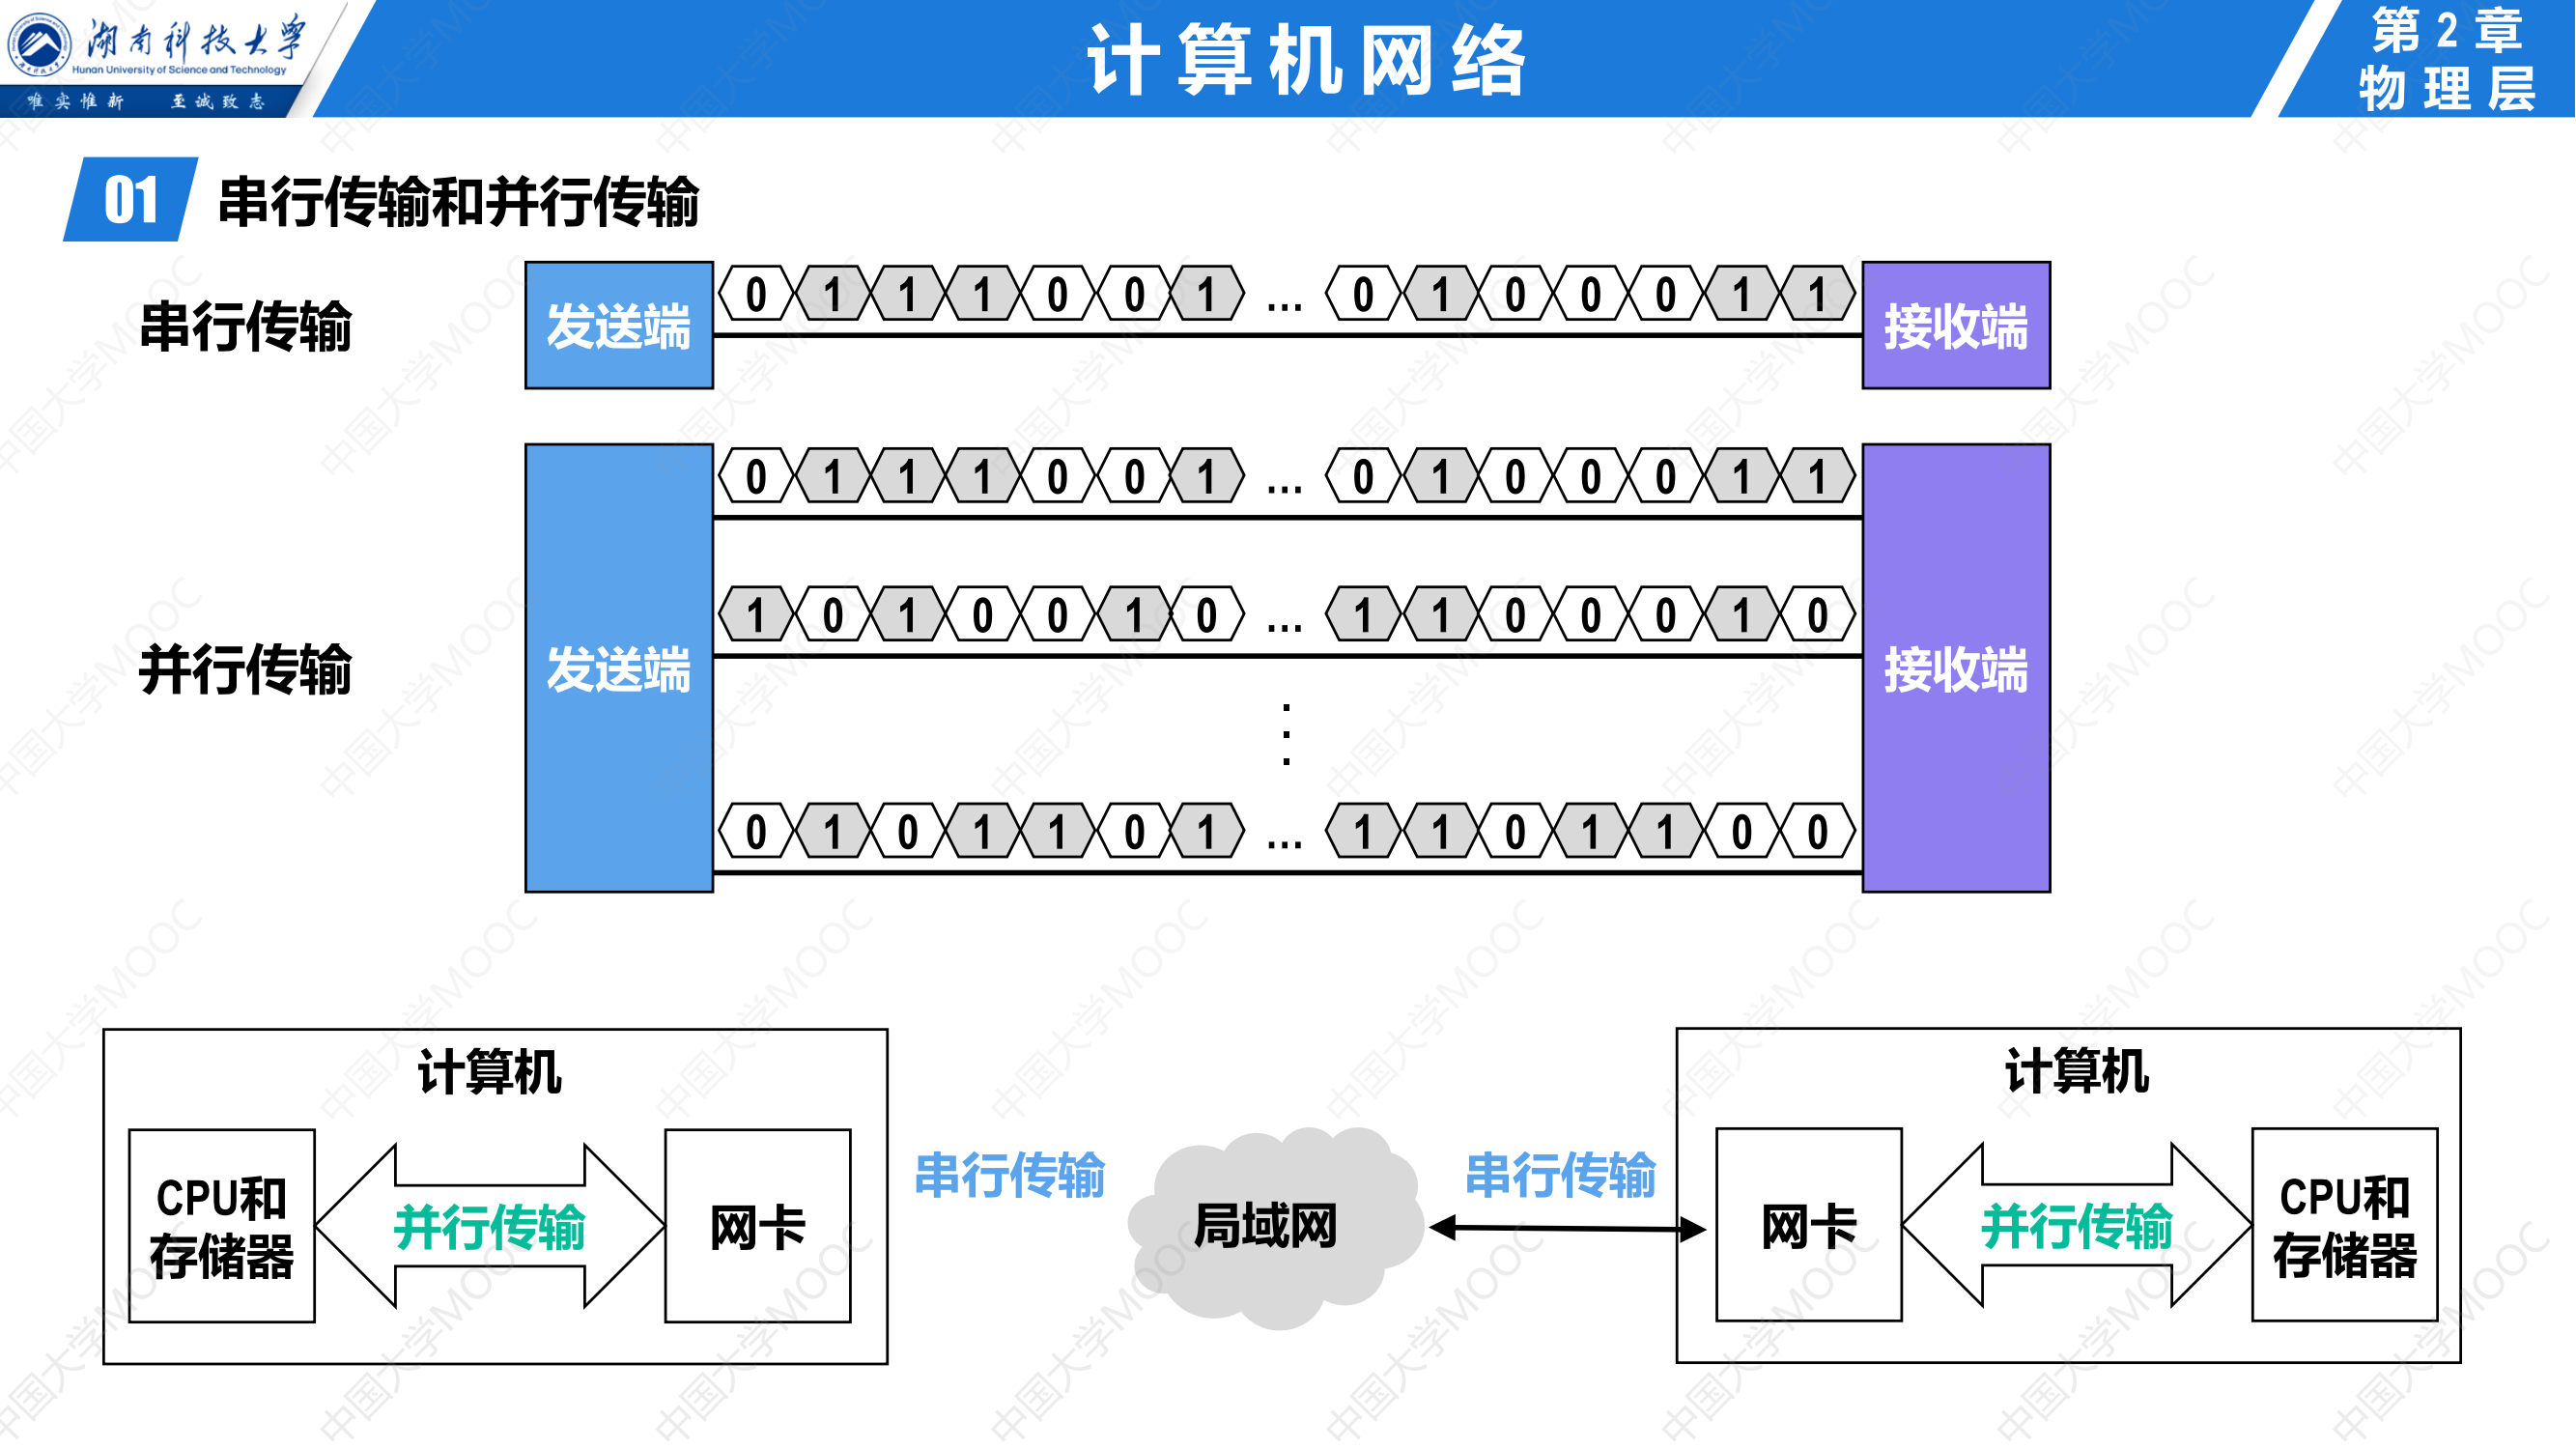 湖南科技大学
Hunan University of Science and Technology
唯实惟新 至诚致志
计算机网络
第2章
物理层
01 串行传输和并行传输
串行传输
发送端
0 1 1 1 0 0 1 ... 0 1 0 0 0 1 1
接收端
并行传输
发送端
0 1 1 1 0 0 1 ... 0 1 0 0 0 1 1
1 0 1 0 0 1 0 ... 1 1 0 0 0 1 0
0 1 0 1 1 0 1 ... 1 1 0 1 1 0 0
接收端
计算机
CPU和
存储器
并行传输
网卡
串行传输
局域网
串行传输
计算机
网卡
并行传输
CPU和
存储器
中国大学MOOC